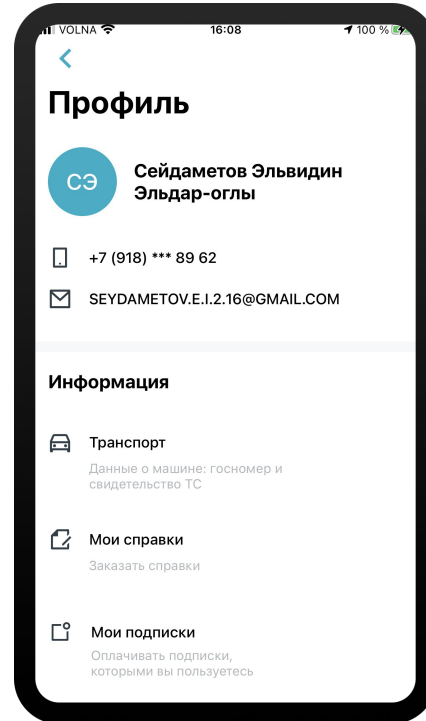 VOLNA 16:08 100 %
Профиль
СЭ
Сейдаметов Эльвидин
Эльдар-оглы
+7 (918) *** 89 62
SEYDAMETOV.E.I.2.16@GMAIL.COM
Информация
Транспорт
Данные о машине: госномер и
свидетельство ТС
Мои справки
Заказать справки
Мои подписки
Оплачивать подписки,
которыми вы пользуетесь